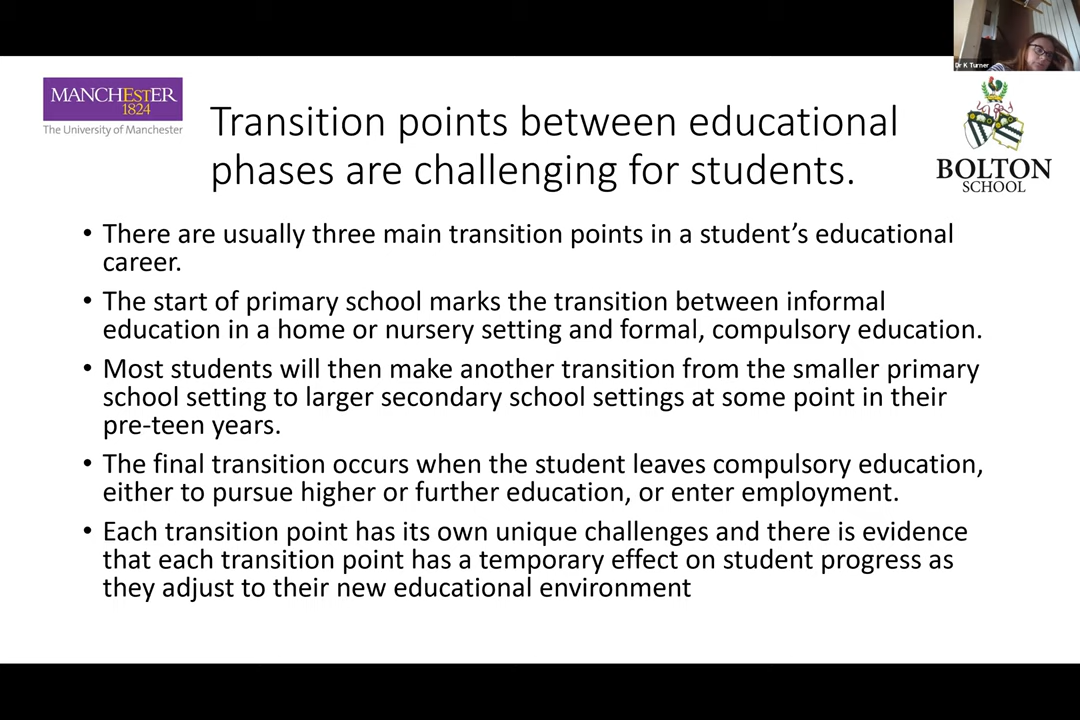 Dr K Turner
MANCHESTER
1824
The University of Manchester
Transition points between educational
phases are challenging for students.
BOLTON
SCHOOL
• There are usually three main transition points in a student’s educational
career.
• The start of primary school marks the transition between informal
education in a home or nursery setting and formal, compulsory education.
• Most students will then make another transition from the smaller primary
school setting to larger secondary school settings at some point in their
pre-teen years.
• The final transition occurs when the student leaves compulsory education,
either to pursue higher or further education, or enter employment.
• Each transition point has its own unique challenges and there is evidence
that each transition point has a temporary effect on student progress as
they adjust to their new educational environment